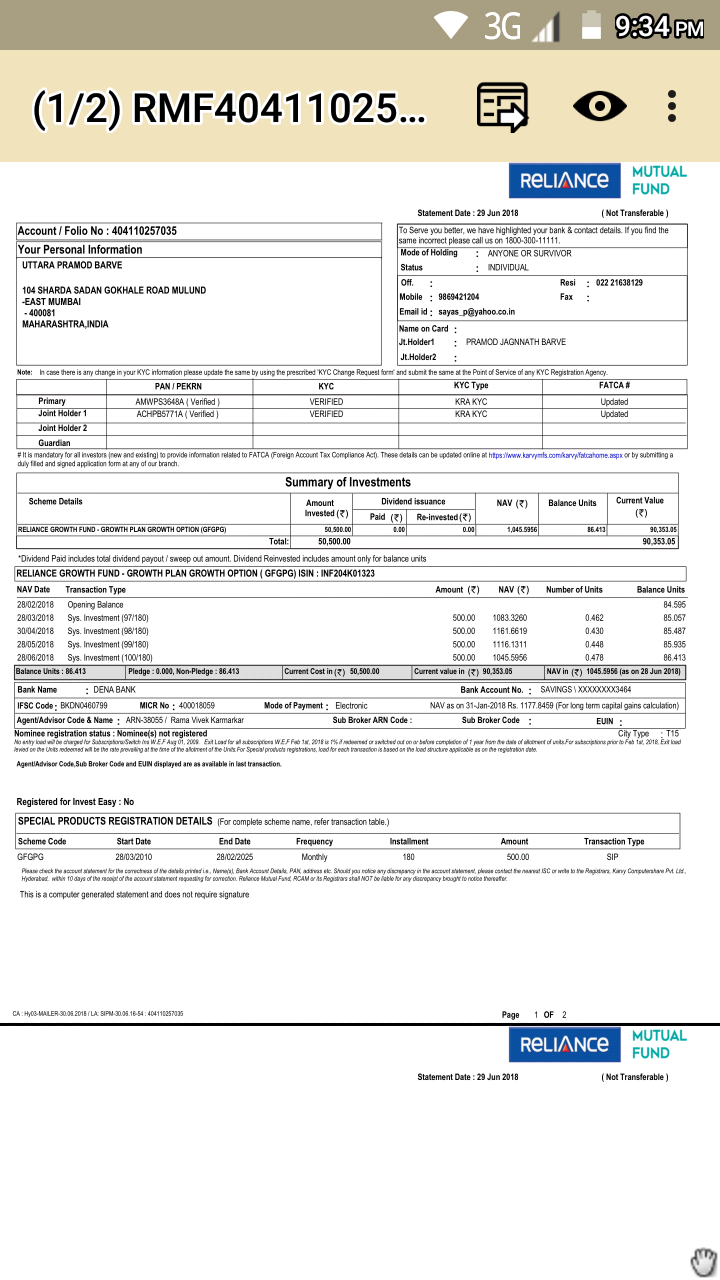 3G 9:34 PM
(1/2) RMF40411025...
RELIANCE MUTUAL FUND
Statement Date : 29 Jun 2018 ( Not Transferable )
Account / Folio No : 404110257035
Your Personal Information
UTTARA PRAMOD BARVE
104 SHARDA SADAN GOKHALE ROAD MULUND
-EAST MUMBAI
- 400081
MAHARASHTRA,INDIA
To Serve you better, we have highlighted your bank & contact details. If you find the
same incorrect please call us on 1800-300-11111.
Mode of Holding : ANYONE OR SURVIVOR
Status : INDIVIDUAL
Off. : Resi : 022 21638129
Mobile : 9869421204 Fax :
Email id : sayas_p@yahoo.co.in
Name on Card :
Jt.Holder1 : PRAMOD JAGNNATH BARVE
Jt.Holder2 :
Note: In case there is any change in your KYC information please update the same by using the prescribed 'KYC Change Request form' and submit the same at the Point of Service of any KYC Registration Agency.
PAN / PEKRN KYC KYC Type FATCA #
Primary AMWPS3648A ( Verified ) VERIFIED KRA KYC Updated
Joint Holder 1 ACHPB5771A ( Verified ) VERIFIED KRA KYC Updated
Joint Holder 2
Guardian
# It is mandatory for all investors (new and existing) to provide information related to FATCA (Foreign Account Tax Compliance Act). These details can be updated online at https://www.karvymfs.com/karvy/fatcahome.aspx or by submitting a
duly filled and signed application form at any of our branch.
Summary of Investments
Scheme Details Amount Invested (₹) Dividend issuance NAV (₹) Balance Units Current Value (₹)
Paid (₹) Re-invested (₹)
RELIANCE GROWTH FUND - GROWTH PLAN GROWTH OPTION (GFGPG) 50,500.00 0.00 0.00 1,045.5956 86.413 90,353.05
Total: 50,500.00 90,353.05
*Dividend Paid includes total dividend payout / sweep out amount. Dividend Reinvested includes amount only for balance units
RELIANCE GROWTH FUND - GROWTH PLAN GROWTH OPTION ( GFGPG) ISIN : INF204K01323
NAV Date Transaction Type Amount (₹) NAV (₹) Number of Units Balance Units
28/02/2018 Opening Balance 84.595
28/03/2018 Sys. Investment (97/180) 500.00 1083.3260 0.462 85.057
30/04/2018 Sys. Investment (98/180) 500.00 1161.6619 0.430 85.487
28/05/2018 Sys. Investment (99/180) 500.00 1116.1311 0.448 85.935
28/06/2018 Sys. Investment (100/180) 500.00 1045.5956 0.478 86.413
Balance Units : 86.413 Pledge : 0.000, Non-Pledge : 86.413 Current Cost in (₹) 50,500.00 Current value in (₹) 90,353.05 NAV in (₹) 1045.5956 (as on 28 Jun 2018)
Bank Name : DENA BANK Bank Account No. : SAVINGS \ XXXXXXXX3464
IFSC Code : BKDN0460799 MICR No : 400018059 Mode of Payment : Electronic NAV as on 31-Jan-2018 Rs. 1177.8459 (For long term capital gains calculation)
Agent/Advisor Code & Name : ARN-38055 / Rama Vivek Karmarkar Sub Broker ARN Code : Sub Broker Code : EUIN :
Nominee registration status : Nominee(s) not registered City Type : T15
No entry load will be charged for Subscriptions/Switch Ins W.E.F Aug 01, 2009. Exit Load for all subscriptions W.E.F Feb 1st, 2018 is 1% if redeemed or switched out on or before completion of 1 year from the date of allotment of units.For subscriptions prior to Feb 1st, 2018, Exit load
levied on the Units redeemed will be the rate prevailing at the time of the allotment of the Units.For Special products registrations, load for each transaction is based on the load structure applicable as on the registration date.
Agent/Advisor Code,Sub Broker Code and EUIN displayed are as available in last transaction.
Registered for Invest Easy : No
SPECIAL PRODUCTS REGISTRATION DETAILS (For complete scheme name, refer transaction table.)
Scheme Code Start Date End Date Frequency Installment Amount Transaction Type
GFGPG 28/03/2010 28/02/2025 Monthly 180 500.00 SIP
Please check the account statement for the correctness of the details printed i.e., Name(s), Bank Account Details, PAN, address etc. Should you notice any discrepancy in the account statement, please contact the nearest ISC or write to the Registrars, Karvy Computershare Pvt. Ltd.,
Hyderabad. within 10 days of the receipt of the account statement requesting for correction. Reliance Mutual Fund, RCAM or its Registrars shall NOT be liable for any discrepancy brought to notice thereafter.
This is a computer generated statement and does not require signature
CA : Hy03-MAILER-30.06.2018 / LA: SIPM-30.06.16-54 : 404110257035
Page 1 OF 2
RELIANCE MUTUAL FUND
Statement Date : 29 Jun 2018 ( Not Transferable )